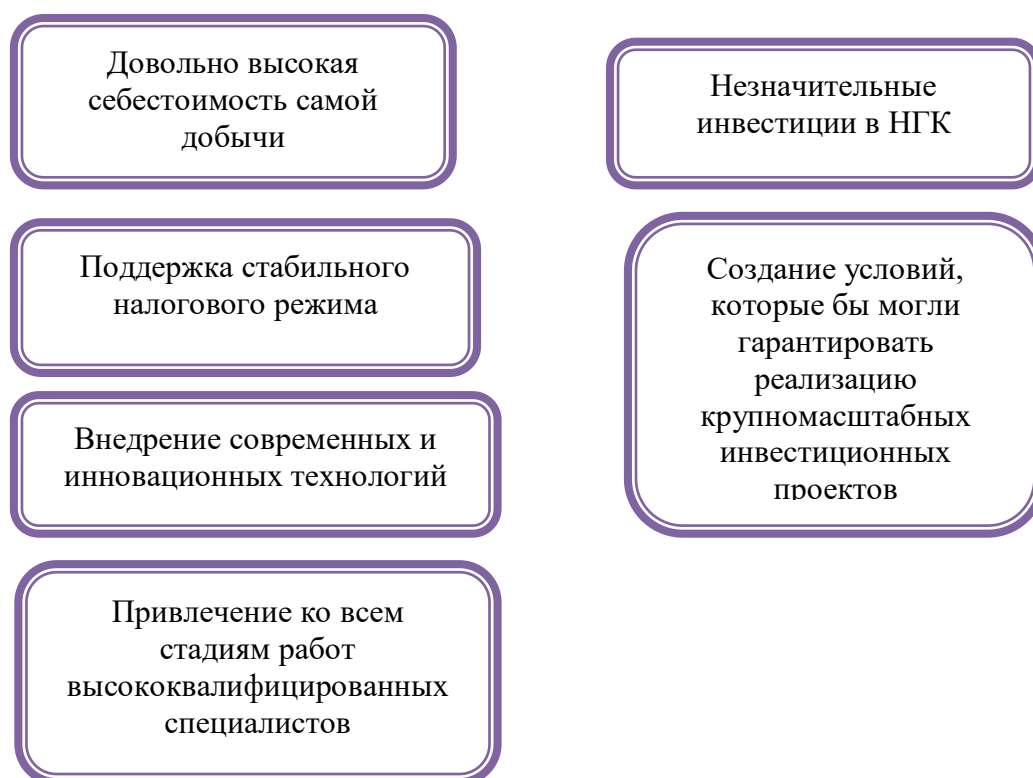 Довольно высокая
себестоимость самой
добычи
Незначительные
инвестиции в НГК
Поддержка стабильного
налогового режима
Создание условий,
которые бы могли
гарантировать
реализацию
крупномасштабных
инвестиционных
проектов
Внедрение современных и
инновационных технологий
Привлечение ко всем
стадиям работ
высококвалифицированных
специалистов